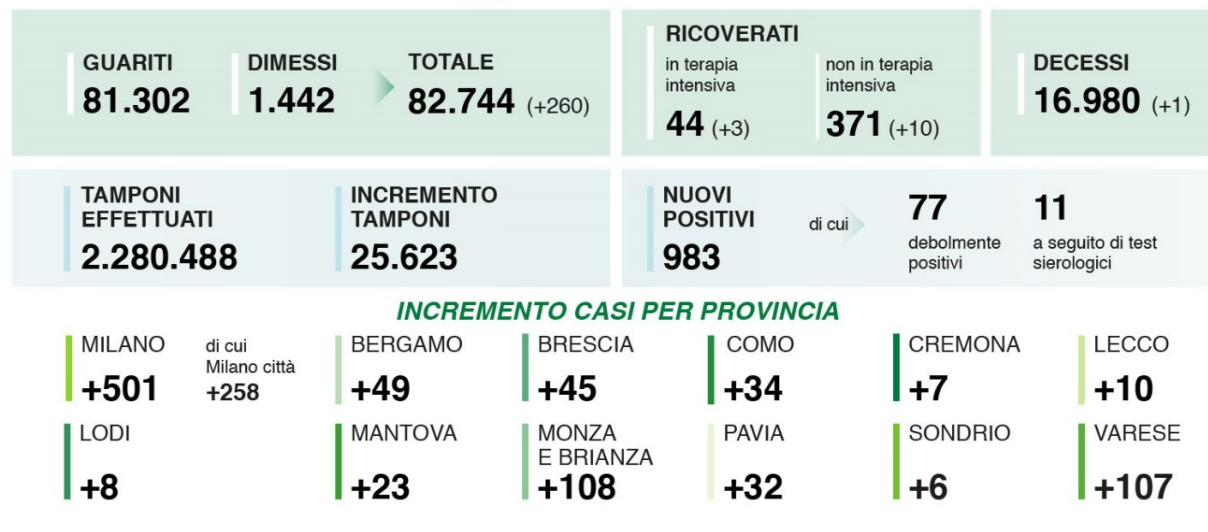 GUARITI
81.302
DIMESSI
1.442
TOTALE
82.744 (+260)
RICOVERATI
in terapia
intensiva
44 (+3)
non in terapia
intensiva
371 (+10)
DECESSI
16.980 (+1)
TAMPONI
EFFETTUATI
2.280.488
INCREMENTO
TAMPONI
25.623
NUOVI
POSITIVI
983
di cui
77
debolmente
positivi
11
a seguito di test
sierologici
INCREMENTO CASI PER PROVINCIA
MILANO
+501
di cui
Milano città
+258
BERGAMO
+49
BRESCIA
+45
COMO
+34
CREMONA
+7
LECCO
+10
LODI
+8
MANTOVA
+23
MONZA
E BRIANZA
+108
PAVIA
+32
SONDRIO
+6
VARESE
+107